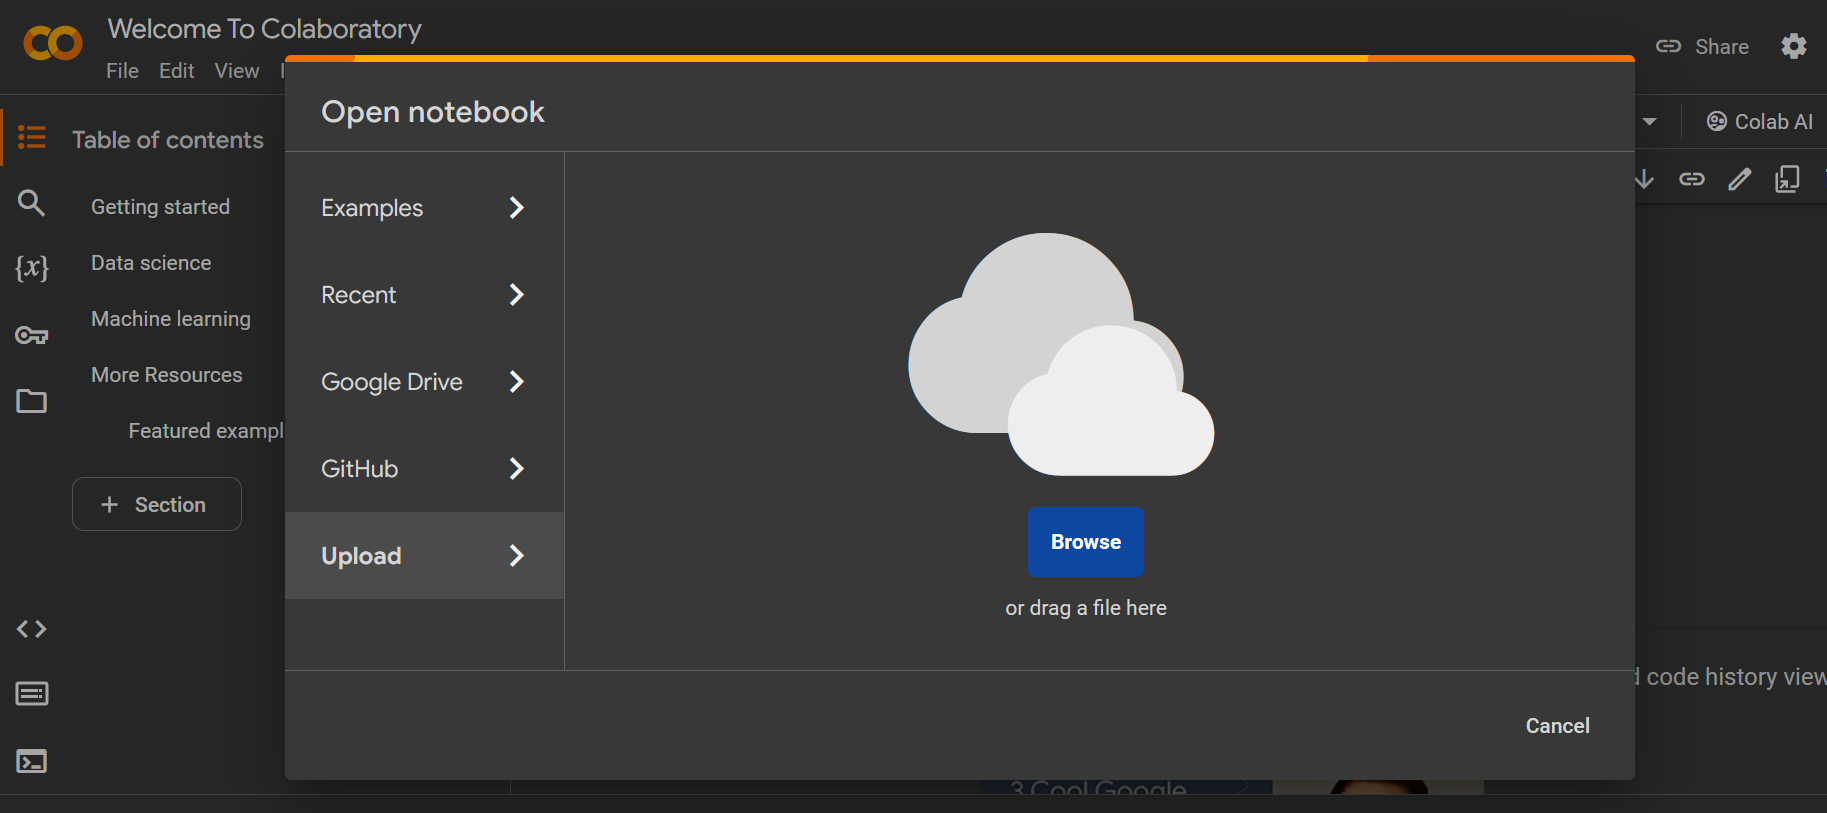 Welcome To Colaboratory
File Edit View
Share
Open notebook
Colab AI
Table of contents
Getting started
Data science
Machine learning
More Resources
Featured exampl
+ Section
{x}
Examples
Recent
Google Drive
GitHub
Upload
Browse
or drag a file here
code history view
Cancel
3 Cool Google